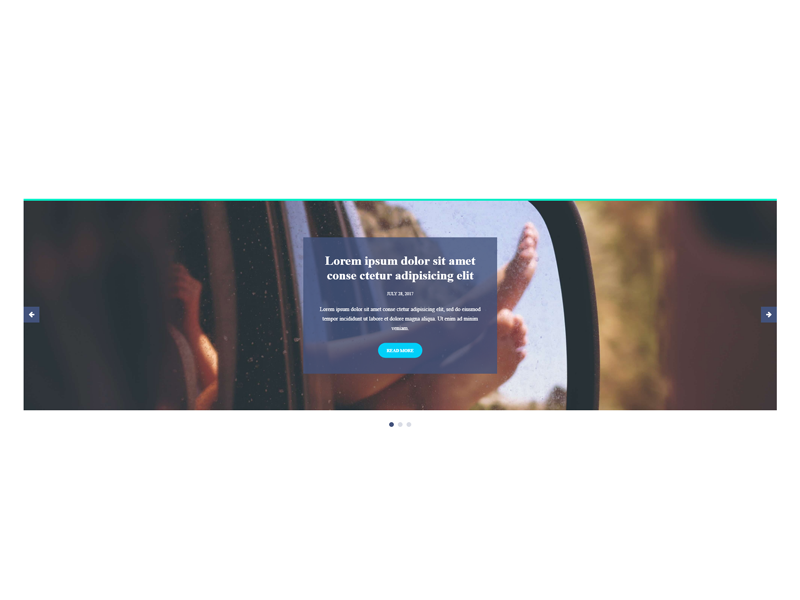 Lorem ipsum dolor sit amet
conse ctetur adipisicing elit
JULY 28, 2017
Lorem ipsum dolor sit amet conse ctetur adipisicing elit, sed do eiusmod
tempor incididunt ut labore et dolore magna aliqua. Ut enim ad minim
veniam.
READ MORE